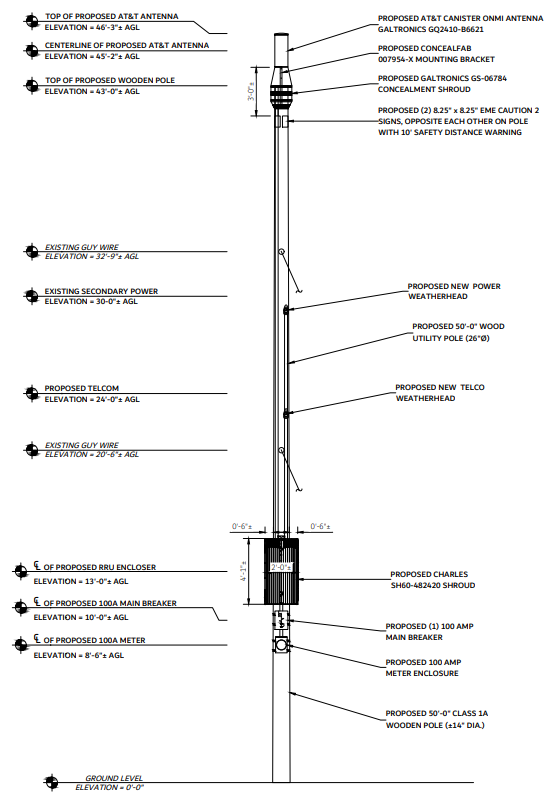 TOP OF PROPOSED AT&T ANTENNA
ELEVATION = 46'-3"± AGL
CENTERLINE OF PROPOSED AT&T ANTENNA
ELEVATION = 45'-2"± AGL
TOP OF PROPOSED WOODEN POLE
ELEVATION = 43'-0"± AGL
EXISTING GUY WIRE
ELEVATION = 32'-9"± AGL
EXISTING SECONDARY POWER
ELEVATION = 30-0"± AGL
PROPOSED TELCOM
ELEVATION = 24'-0"± AGL
EXISTING GUY WIRE
ELEVATION = 20'-6"± AGL
℄ OF PROPOSED RRU ENCLOSER
ELEVATION = 13'-0"± AGL
℄ OF PROPOSED 100A MAIN BREAKER
ELEVATION = 10'-0"± AGL
℄ OF PROPOSED 100A METER
ELEVATION = 8'-6"± AGL
GROUND LEVEL
ELEVATION = 0'-0"
3'-0"±
0'-6"±
0'-6"±
4'-1"±
2'-0"±
PROPOSED AT&T CANISTER ONMI ANTENNA
GALTRONICS GQ2410-B6621
PROPOSED CONCEALFAB
007954-X MOUNTING BRACKET
PROPOSED GALTRONICS GS-06784
CONCEALMENT SHROUD
PROPOSED (2) 8.25" x 8.25" EME CAUTION 2
SIGNS, OPPOSITE EACH OTHER ON POLE
WITH 10' SAFETY DISTANCE WARNING
PROPOSED NEW POWER
WEATHERHEAD
PROPOSED 50'-0" WOOD
UTILITY POLE (26"Ø)
PROPOSED NEW TELCO
WEATHERHEAD
PROPOSED CHARLES
SH60-482420 SHROUD
PROPOSED (1) 100 AMP
MAIN BREAKER
PROPOSED 100 AMP
METER ENCLOSURE
PROPOSED 50'-0" CLASS 1A
WOODEN POLE (±14" DIA.)